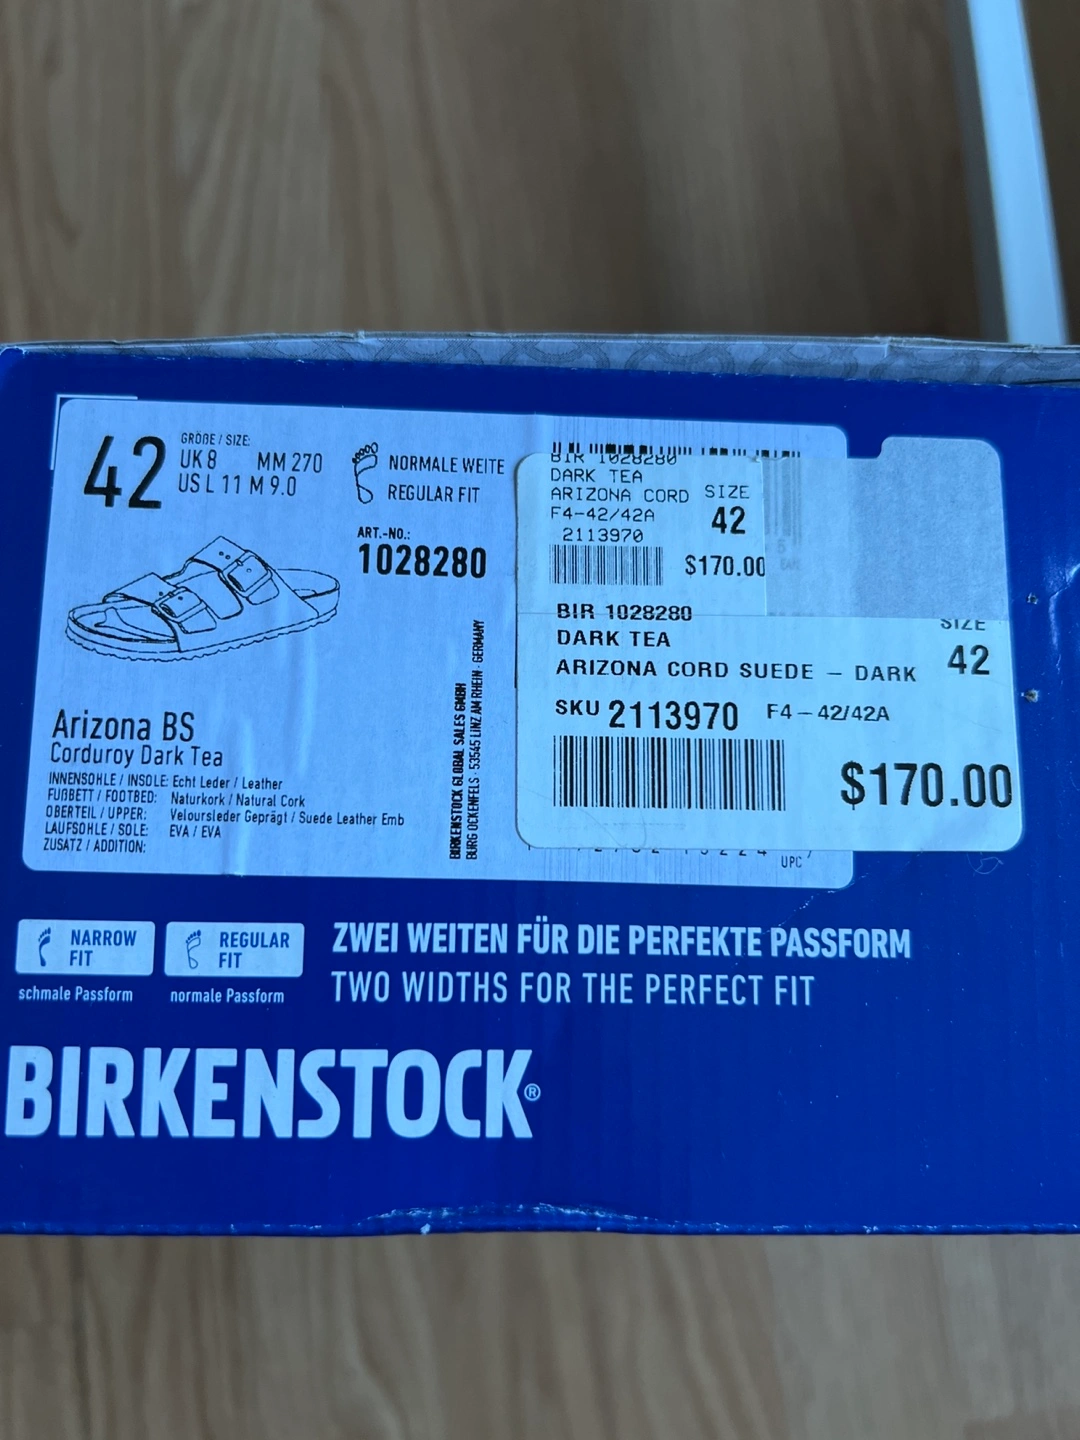 42
GRÖßE / SIZE:
UK 8 MM 270
US L 11 M 9.0
NORMALE WEITE
REGULAR FIT
ART.-NO.:
1028280
Arizona BS
Corduroy Dark Tea
INNENSOHLE / INSOLE: Echt Leder / Leather
FUßBETT / FOOTBED: Naturkork / Natural Cork
OBERTEIL / UPPER: Veloursleder Geprägt / Suede Leather Emb
LAUFSOHLE / SOLE: EVA / EVA
ZUSATZ / ADDITION:
BIRKENSTOCK GLOBAL SALES GMBH
BURG OCKENFELS · 53545 LINZ AM RHEIN · GERMANY
BIR 1028280
DARK TEA
ARIZONA CORD SIZE
F4-42/42A 42
2113970
$170.00
BIR 1028280
DARK TEA SIZE
ARIZONA CORD SUEDE - DARK 42
SKU 2113970 F4-42/42A
$170.00
UPC
NARROW FIT
schmale Passform
REGULAR FIT
normale Passform
ZWEI WEITEN FÜR DIE PERFEKTE PASSFORM
TWO WIDTHS FOR THE PERFECT FIT
BIRKENSTOCK®